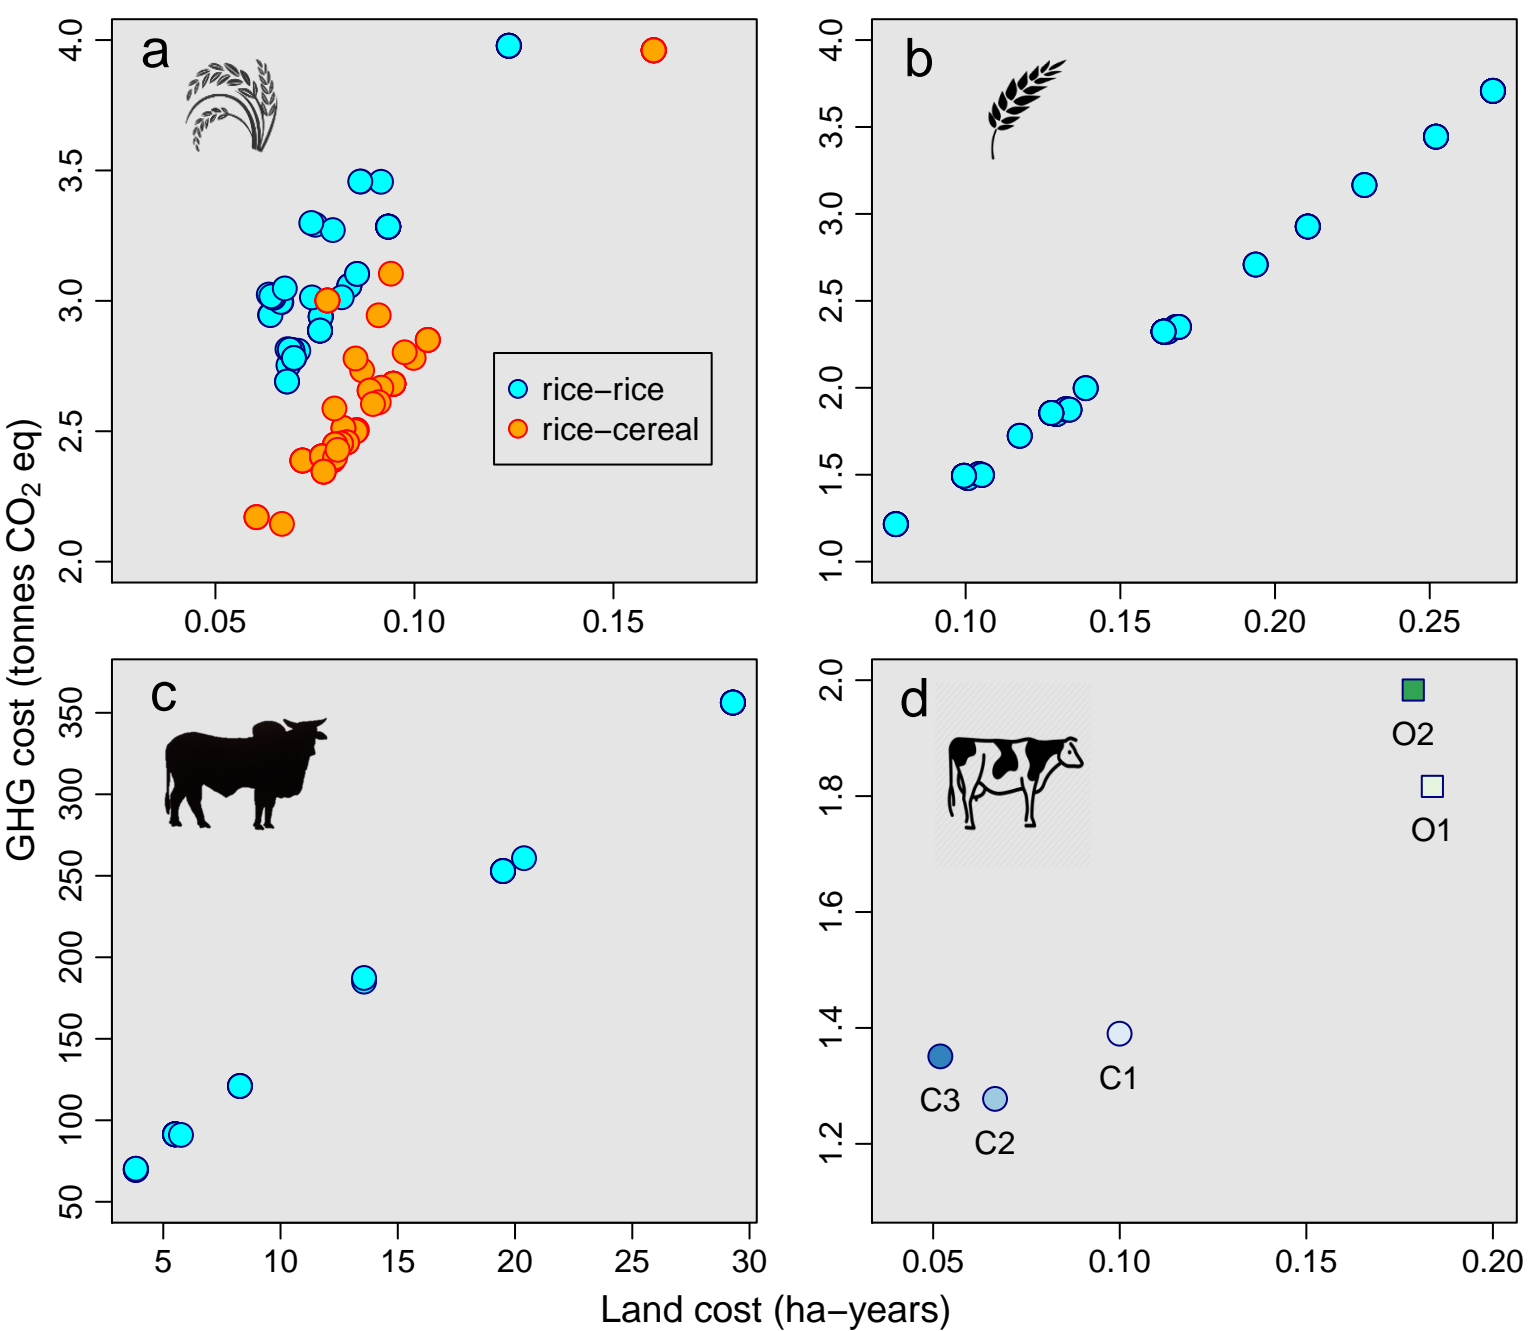 a
4.0
3.5
3.0
2.5
2.0
rice−rice
rice−cereal
0.05 0.10 0.15
b
4.0
3.5
3.0
2.5
2.0
1.5
1.0
0.10 0.15 0.20 0.25
GHG cost (tonnes CO₂ eq)
c
350
300
250
200
150
100
50
5 10 15 20 25 30
d
2.0
1.8
1.6
1.4
1.2
O2
O1
C1
C3
C2
0.05 0.10 0.15 0.20
Land cost (ha−years)